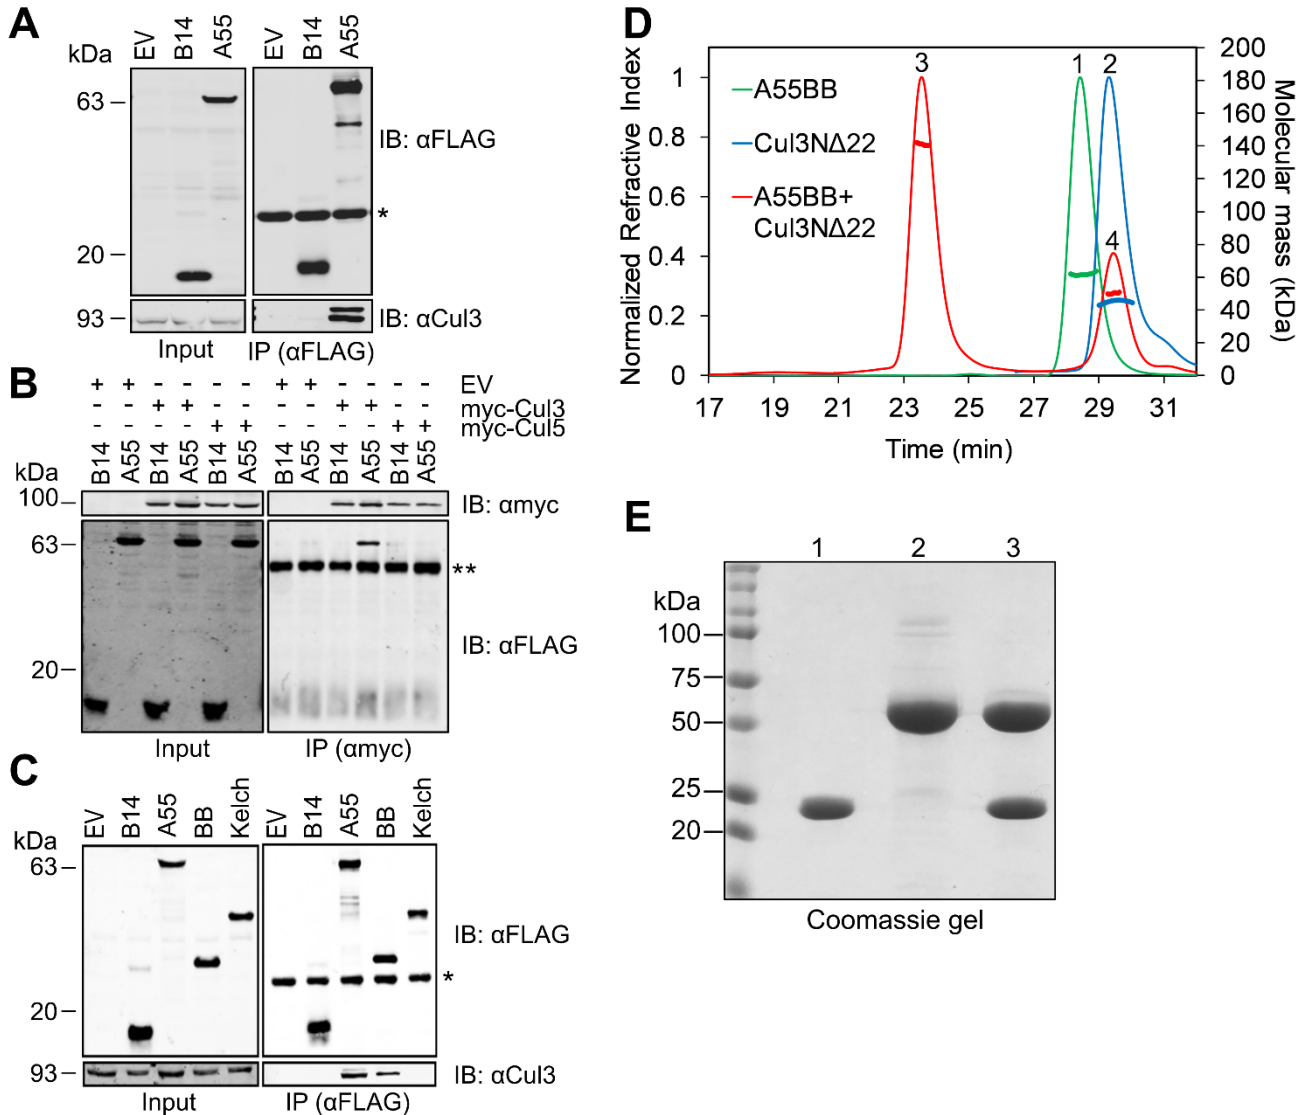 A
kDa
EV B14 A55 EV B14 A55
63
20
93
IB: αFLAG
*
IB: αCul3
Input IP (αFLAG)
B
+ + - - - - + + - - - - EV
- - + + - - - - + + - - myc-Cul3
- - - - + + - - - - + + myc-Cul5
B14 A55 B14 A55 B14 A55 B14 A55 B14 A55 B14 A55
kDa
100
63
20
IB: αmyc
**
IB: αFLAG
Input IP (αmyc)
C
EV B14 A55 BB Kelch EV B14 A55 BB Kelch
kDa
63
20
93
IB: αFLAG
*
IB: αCul3
Input IP (αFLAG)
D
Normalized Refractive Index
1
0.8
0.6
0.4
0.2
0
A55BB
Cul3NΔ22
A55BB+
Cul3NΔ22
3 1 2
4
200
180
160
140
120
100
80
60
40
20
0
Molecular mass (kDa)
17 19 21 23 25 27 29 31
Time (min)
E
1 2 3
kDa
100
75
50
25
20
Coomassie gel